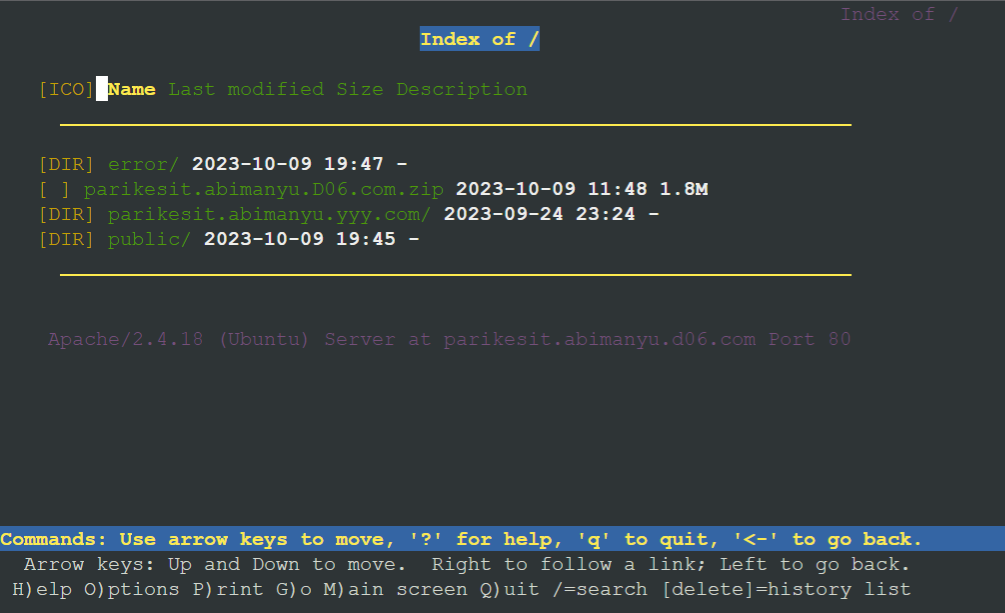 Index of /
Index of /
[ICO] Name Last modified Size Description
[DIR] error/ 2023-10-09 19:47 -
[ ] parikesit.abimanyu.D06.com.zip 2023-10-09 11:48 1.8M
[DIR] parikesit.abimanyu.yyy.com/ 2023-09-24 23:24 -
[DIR] public/ 2023-10-09 19:45 -
Apache/2.4.18 (Ubuntu) Server at parikesit.abimanyu.d06.com Port 80
Commands: Use arrow keys to move, '?' for help, 'q' to quit, '<-' to go back.
Arrow keys: Up and Down to move.  Right to follow a link; Left to go back.
H)elp O)ptions P)rint G)o M)ain screen Q)uit /=search [delete]=history list